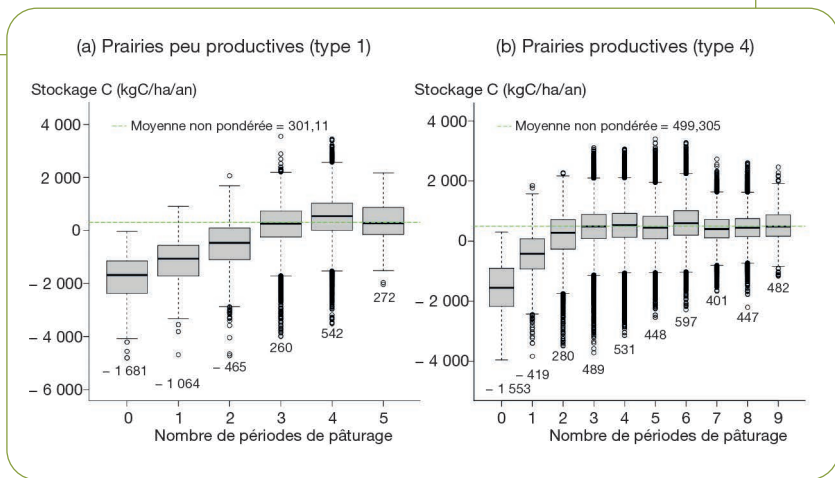 (a) Prairies peu productives (type 1)
Stockage C (kgC/ha/an)
Moyenne non pondérée = 301,11
4 000
2 000
0
– 2 000
– 4 000
– 6 000
– 1 681
– 1 064
– 465
260
542
272
0 1 2 3 4 5
Nombre de périodes de pâturage
(b) Prairies productives (type 4)
Stockage C (kgC/ha/an)
Moyenne non pondérée = 499,305
4 000
2 000
0
– 2 000
– 4 000
– 1 553
– 419
280
489
531
448
597
401
447
482
0 1 2 3 4 5 6 7 8 9
Nombre de périodes de pâturage